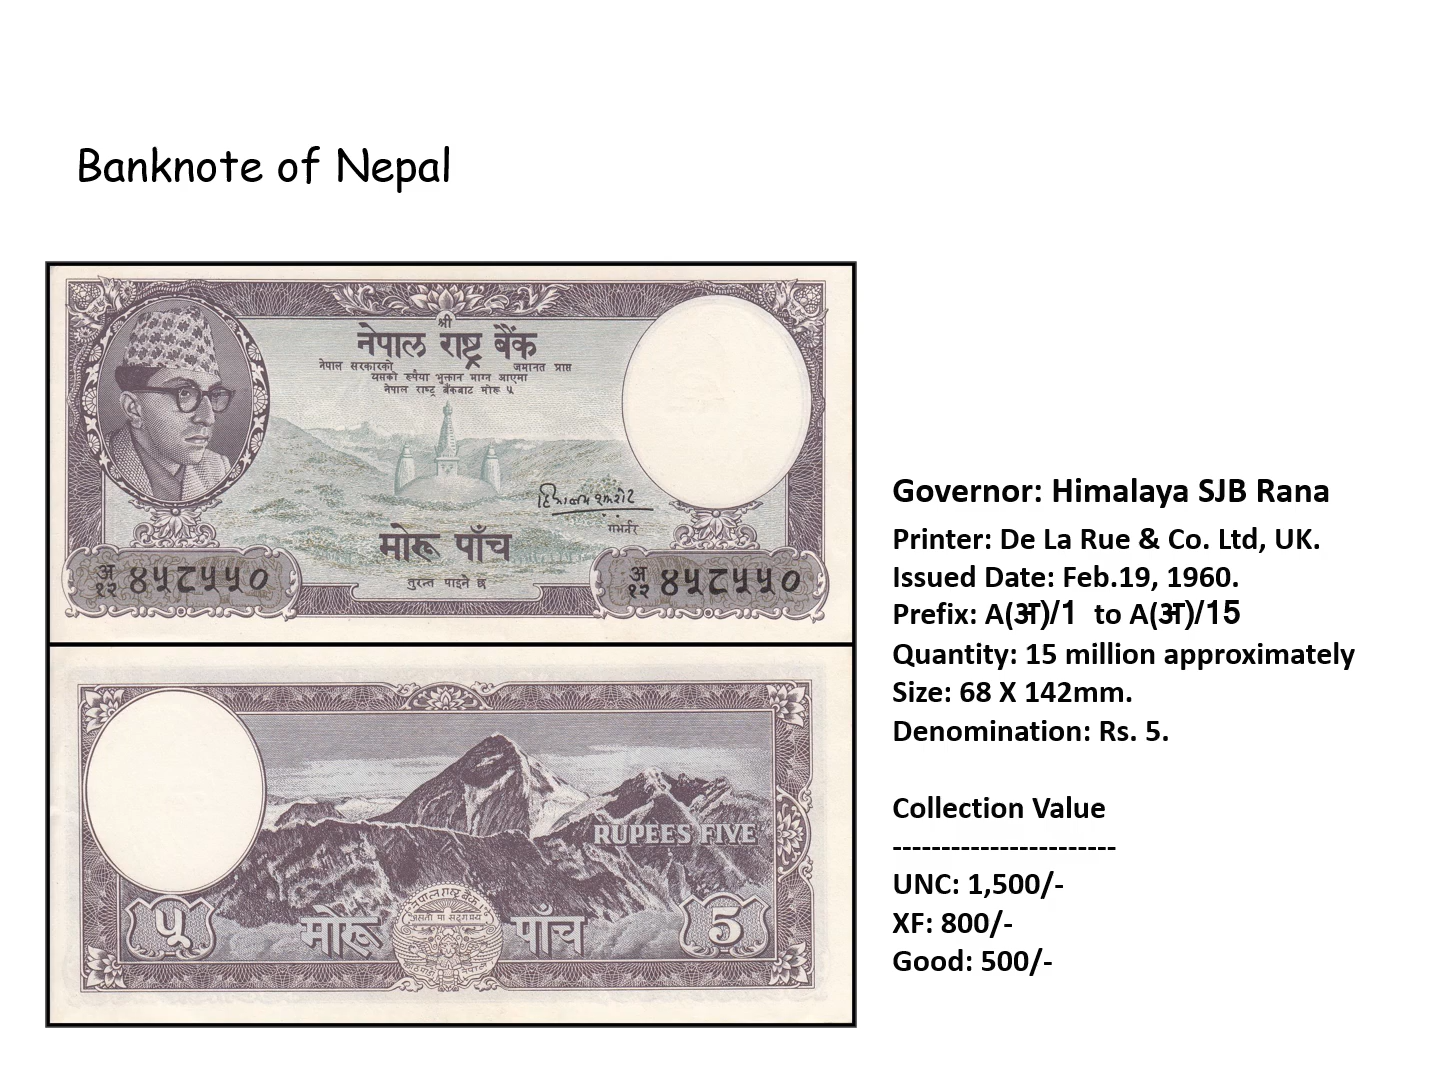 Banknote of Nepal
श्री
नेपाल राष्ट्र बैंक
नेपाल सरकारको जमानत प्राप्त
यसको रुपैया भुक्तान माग्न आएमा
नेपाल राष्ट्र बैंकबाट मोरू ५
गभर्नर
मोरू पाँच
तुरन्त पाइने छ
अ १२ ४५८५५०
अ १२ ४५८५५०
RUPEES FIVE
नेपाल राष्ट्र बैंक
५ मोरू पाँच 5
Governor: Himalaya SJB Rana
Printer: De La Rue & Co. Ltd, UK.
Issued Date: Feb.19, 1960.
Prefix: A(अ)/1 to A(अ)/15
Quantity: 15 million approximately
Size: 68 X 142mm.
Denomination: Rs. 5.
Collection Value
-----------------------
UNC: 1,500/-
XF: 800/-
Good: 500/-